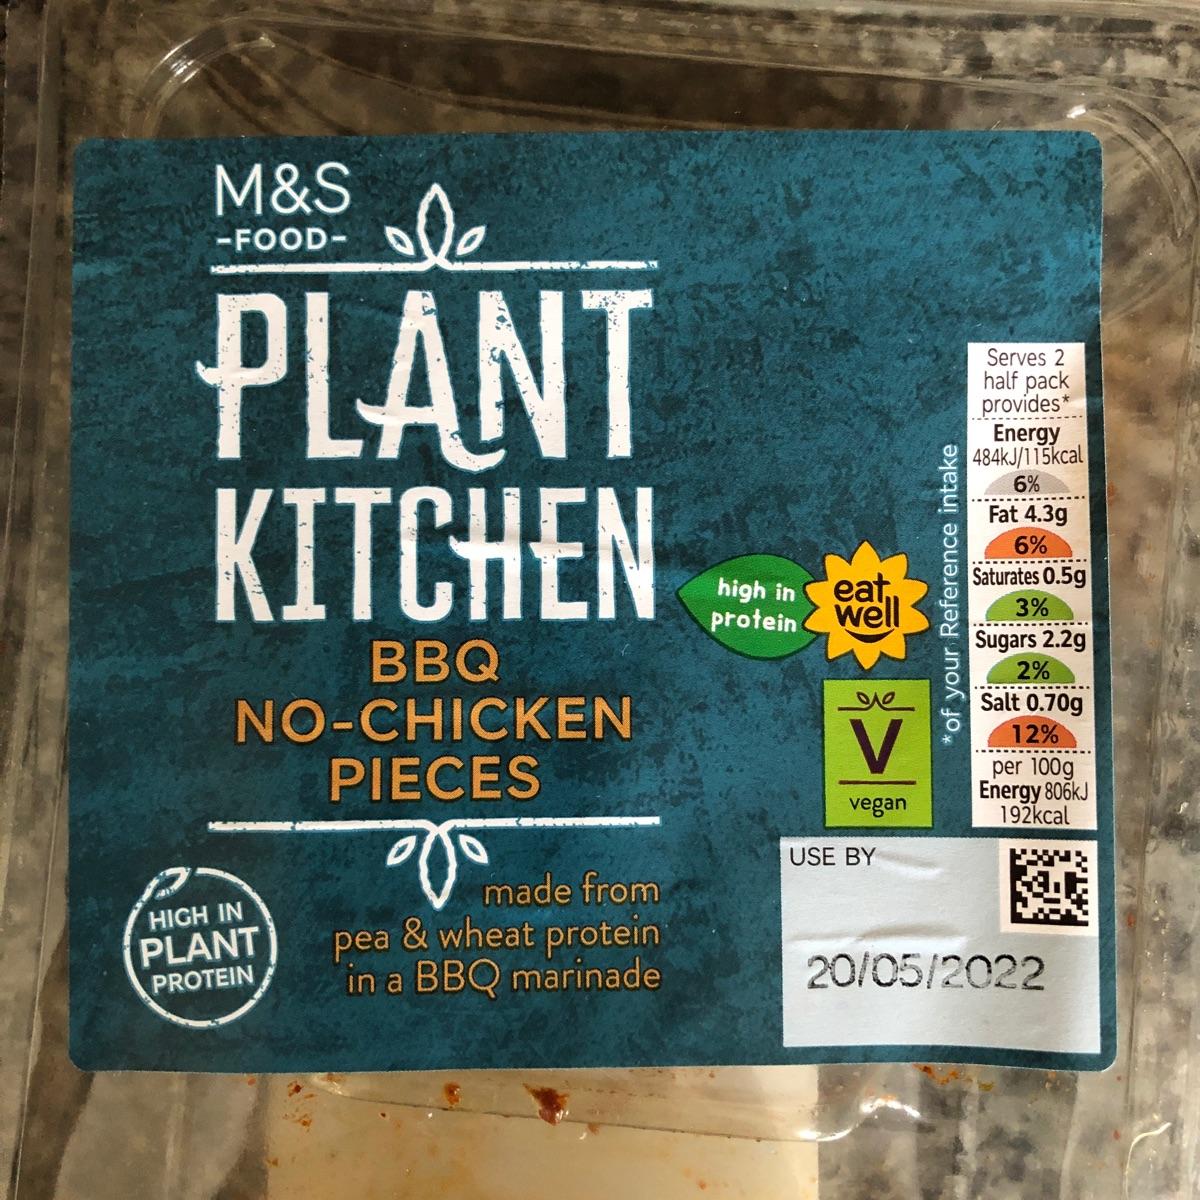 M&S
-FOOD-
PLANT
KITCHEN
BBQ
NO-CHICKEN
PIECES
made from
pea & wheat protein
in a BBQ marinade
HIGH IN
PLANT
PROTEIN
high in
protein
eat
well
V
vegan
*of your Reference intake
Serves 2
half pack
provides*
Energy
484kJ/115kcal
6%
Fat 4.3g
6%
Saturates 0.5g
3%
Sugars 2.2g
2%
Salt 0.70g
12%
per 100g
Energy 806kJ
192kcal
USE BY
20/05/2022